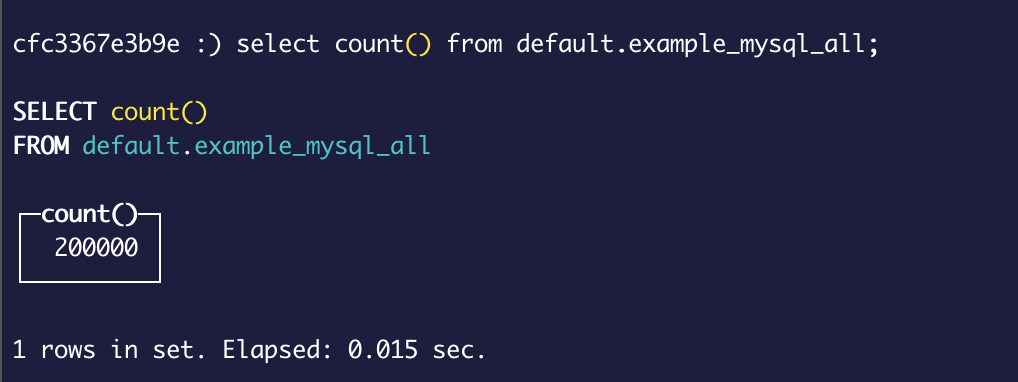 cfc3367e3b9e :) select count() from default.example_mysql_all;
SELECT count()
FROM default.example_mysql_all
count()
200000
1 rows in set. Elapsed: 0.015 sec.